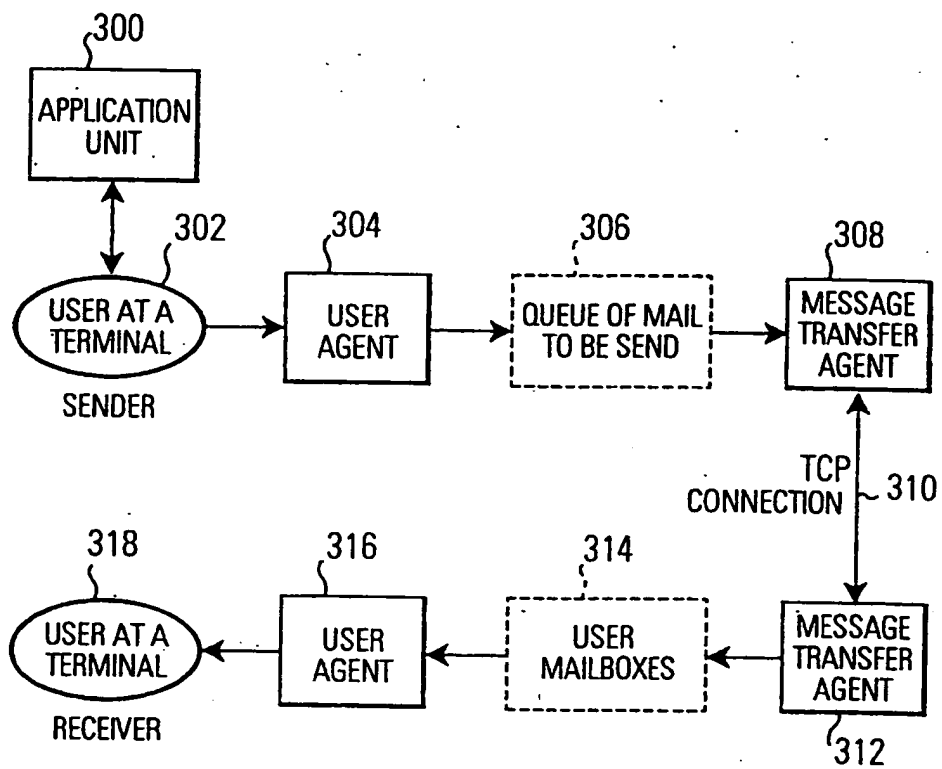 300
APPLICATION
UNIT
302
304
306
308
USER AT A
TERMINAL
USER
AGENT
QUEUE OF MAIL
TO BE SEND
MESSAGE
TRANSFER
AGENT
SENDER
TCP
CONNECTION
310
318
316
314
USER AT A
TERMINAL
USER
AGENT
USER
MAILBOXES
MESSAGE
TRANSFER
AGENT
RECEIVER
312